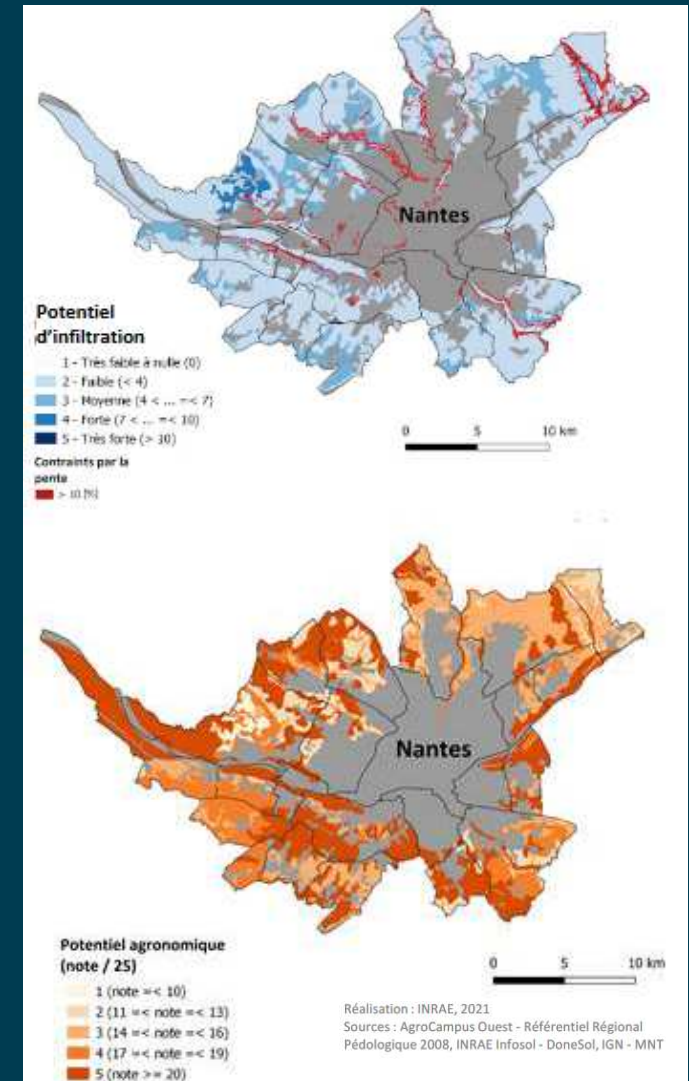 Nantes
Potentiel
d'infiltration
1 - Très faible à nulle (0)
2 - Faible (< 4)
3 - Moyenne (4 < ... =< 7)
4 - Forte (7 < ... =< 10)
5 - Très forte (> 10)
Contraints par la
pente
> 10 [%]
0 5 10 km
Nantes
Potentiel agronomique
(note / 25)
1 (note =< 10)
2 (11 =< note =< 13)
3 (14 =< note =< 16)
4 (17 =< note =< 19)
5 (note >= 20)
0 5 10 km
Réalisation : INRAE, 2021
Sources : AgroCampus Ouest - Référentiel Régional
Pédologique 2008, INRAE Infosol - DoneSol, IGN - MNT